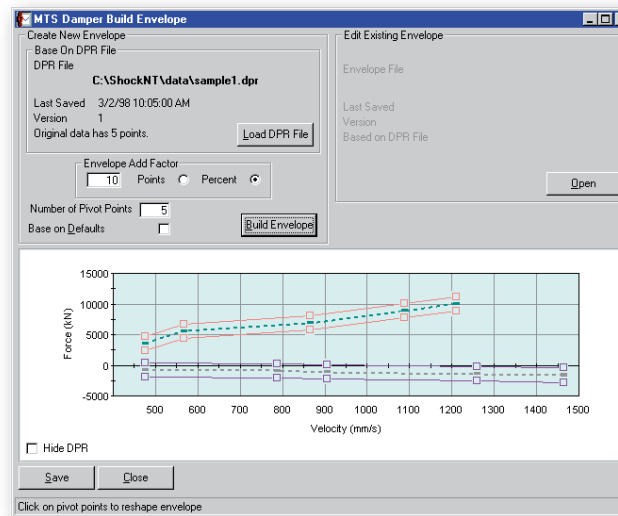 MTS Damper Build Envelope
Create New Envelope
Base On DPR File
DPR File
C:\ShockNT\data\sample1.dpr
Last Saved 3/2/98 10:05:00 AM
Version 1
Original data has 5 points.
Load DPR File
Envelope Add Factor
10 Points Percent
Number of Pivot Points 5
Base on Defaults
Build Envelope
Edit Existing Envelope
Envelope File
Last Saved
Version
Based on DPR File
Open
15000
10000
5000
0
-5000
Force (kN)
500 600 700 800 900 1000 1100 1200 1300 1400 1500
Velocity (mm/s)
Hide DPR
Save Close
Click on pivot points to reshape envelope